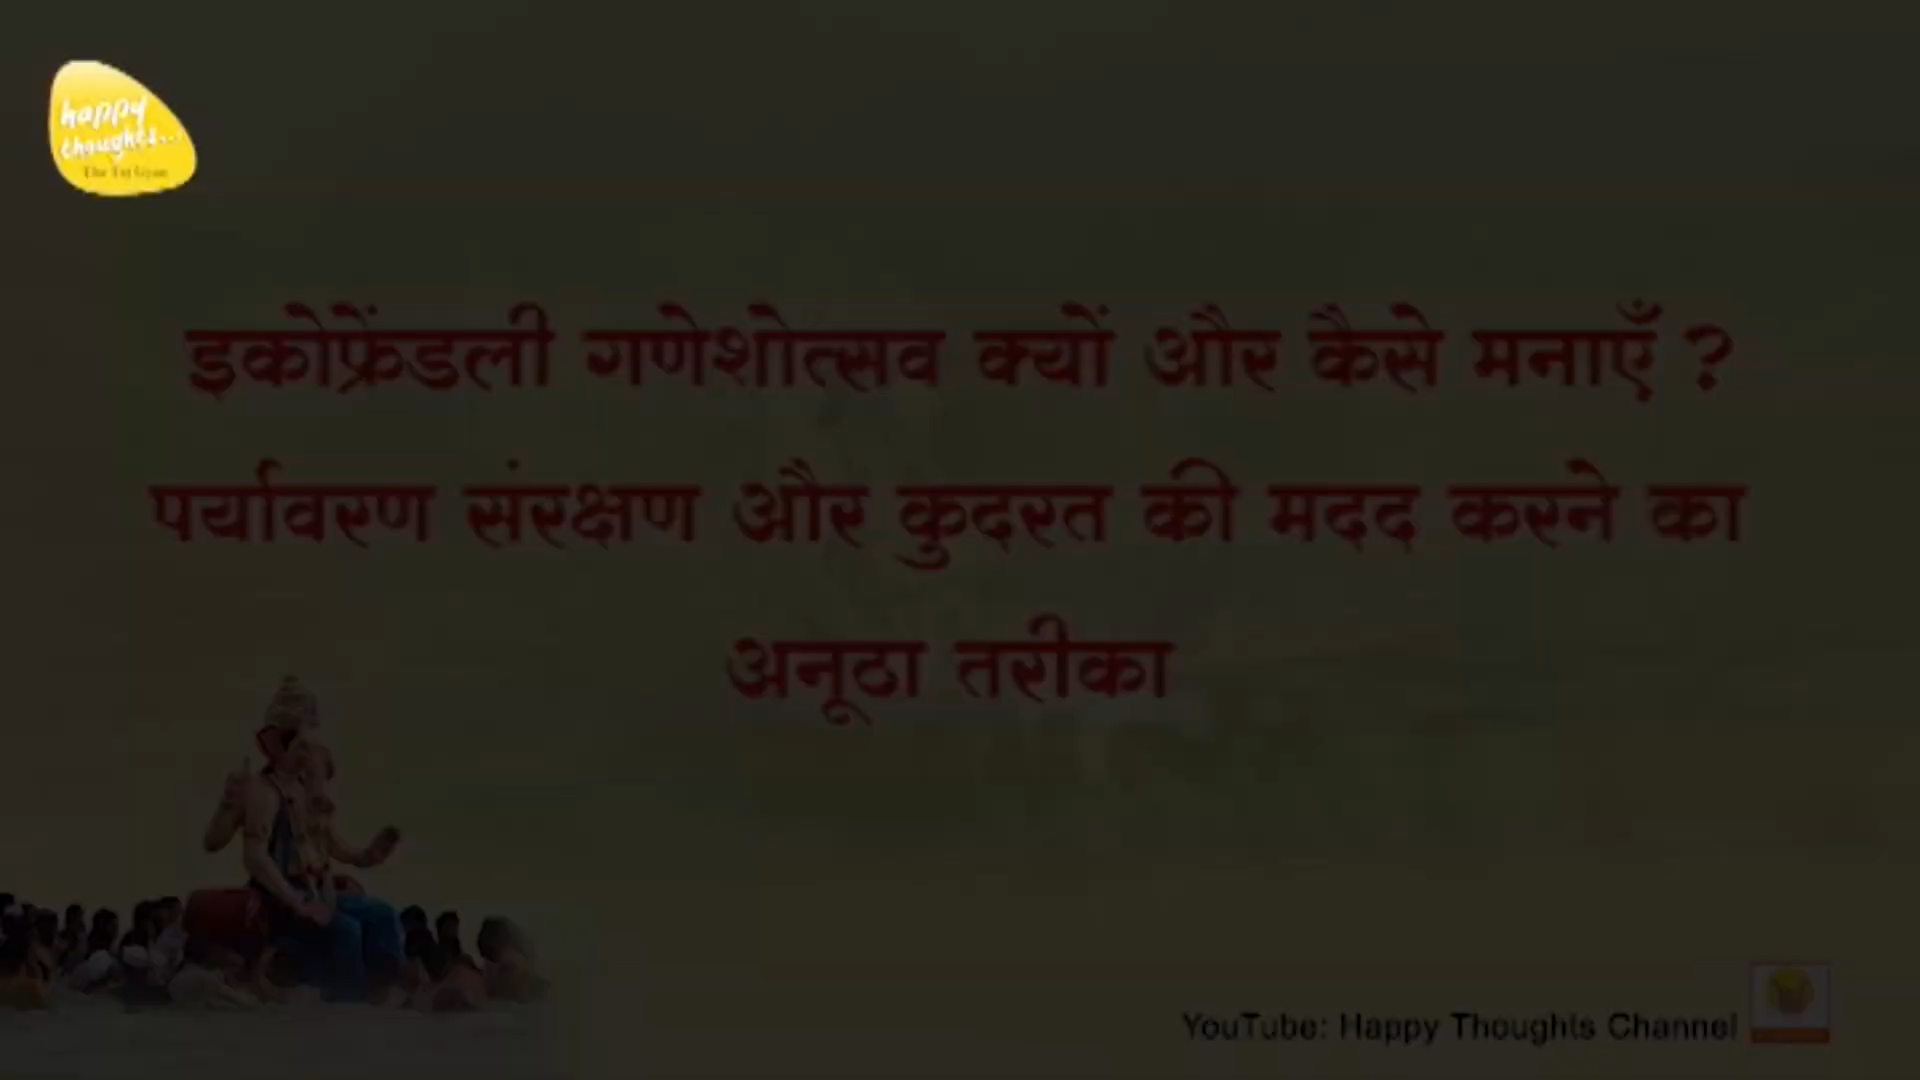 happy
thoughts...
इकोफ्रेंडली गणेशोत्सव क्यों और कैसे मनाएँ ?
पर्यावरण संरक्षण और कुदरत की मदद करने का
अनूठा तरीका
YouTube: Happy Thoughts Channel